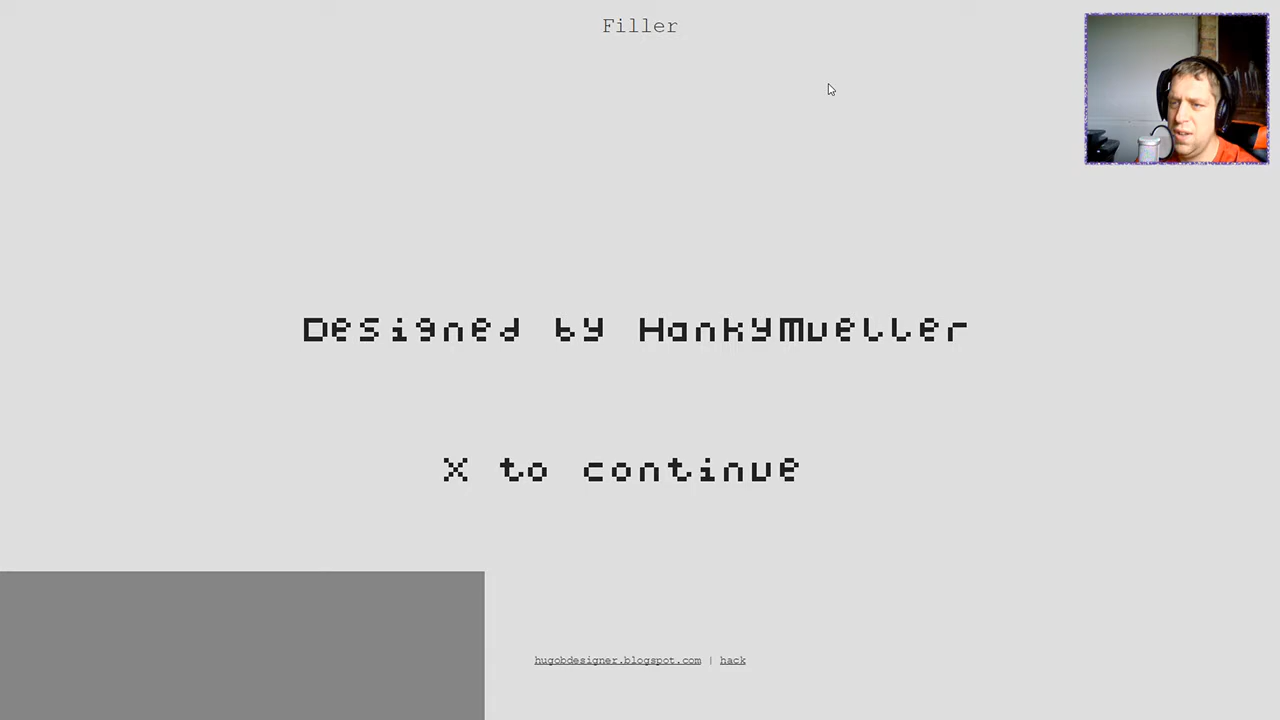 Filler
Designed by HankyMueller
X to continue
hugobdesigner.blogspot.com | hack